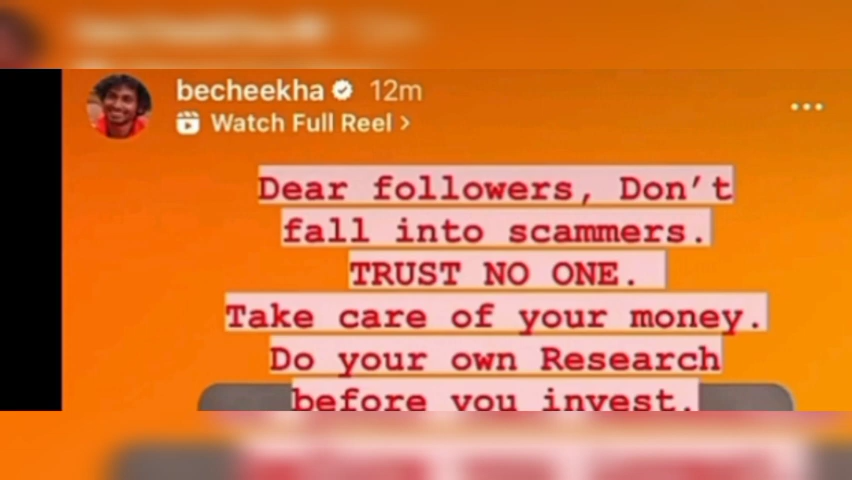 becheekha 12m
Watch Full Reel >
Dear followers, Don't
fall into scammers.
TRUST NO ONE.
Take care of your money.
Do your own Research
before you invest.